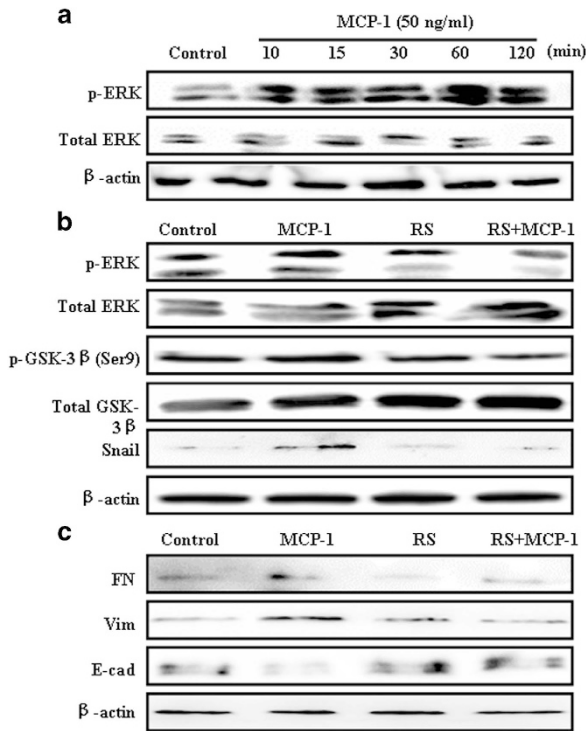 a
MCP-1 (50 ng/ml)
Control 10 15 30 60 120 (min)
p-ERK
Total ERK
β-actin
b
Control MCP-1 RS RS+MCP-1
p-ERK
Total ERK
p-GSK-3β (Ser9)
Total GSK-
3β
Snail
β-actin
c
Control MCP-1 RS RS+MCP-1
FN
Vim
E-cad
β-actin